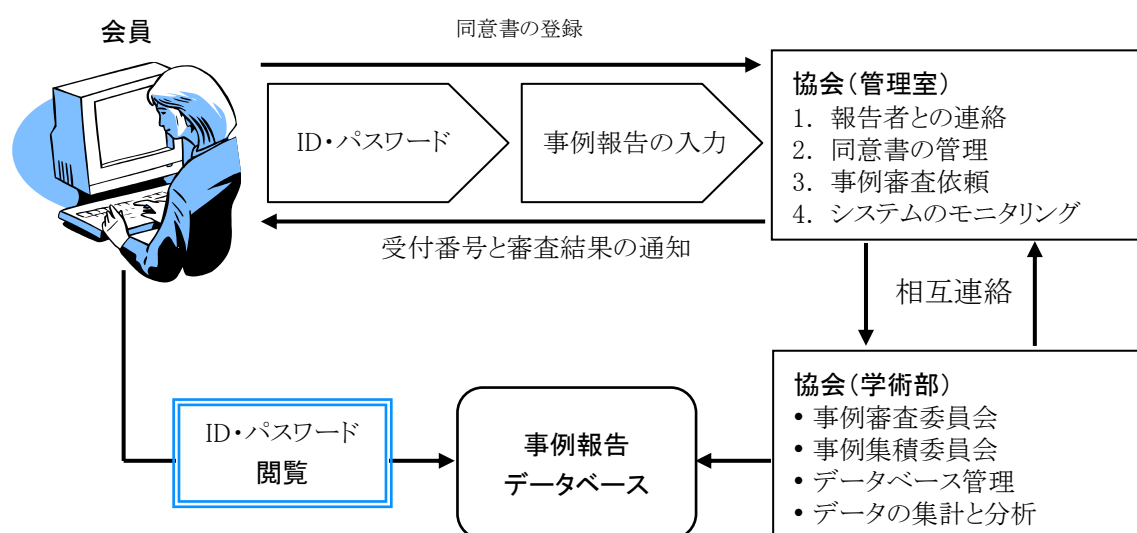 会員
同意書の登録
ID・パスワード
事例報告の入力
受付番号と審査結果の通知
協会(管理室)
1. 報告者との連絡
2. 同意書の管理
3. 事例審査依頼
4. システムのモニタリング
相互連絡
ID・パスワード
閲覧
事例報告
データベース
協会(学術部)
• 事例審査委員会
• 事例集積委員会
• データベース管理
• データの集計と分析